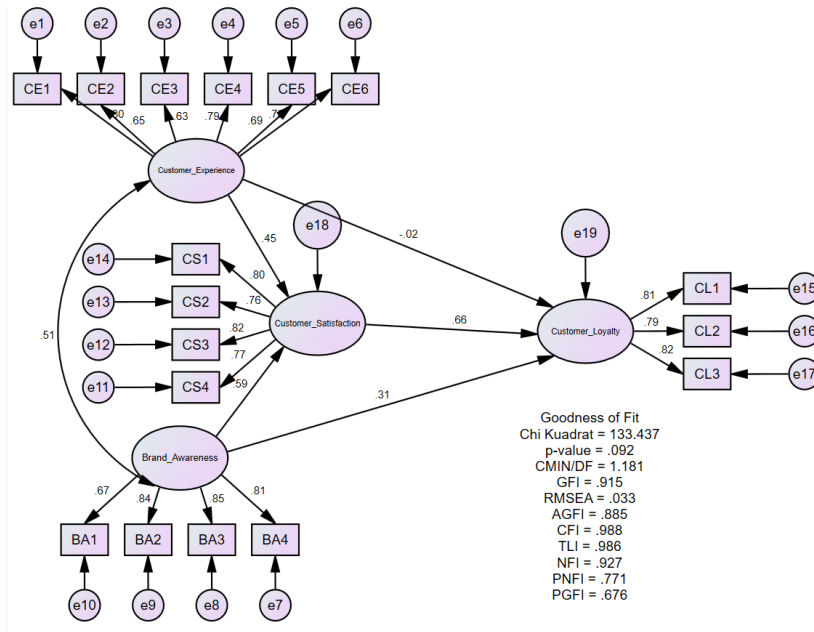 e1 e2 e3 e4 e5 e6
CE1 CE2 CE3 CE4 CE5 CE6
.65 .63 .79 .69
Customer_Experience
e18
e19
.45
-.02
e14 CS1
.80
e13 CS2
.76
e12 CS3
.82
e11 CS4
.77
Customer_Satisfaction
.66
Customer_Loyalty
.81 CL1 e15
.79 CL2 e16
.82 CL3 e17
.51
.59
.31
Brand_Awareness
.67 .84 .85 .81
BA1 BA2 BA3 BA4
e10 e9 e8 e7
Goodness of Fit
Chi Kuadrat = 133.437
p-value = .092
CMIN/DF = 1.181
GFI = .915
RMSEA = .033
AGFI = .885
CFI = .988
TLI = .986
NFI = .927
PNFI = .771
PGFI = .676